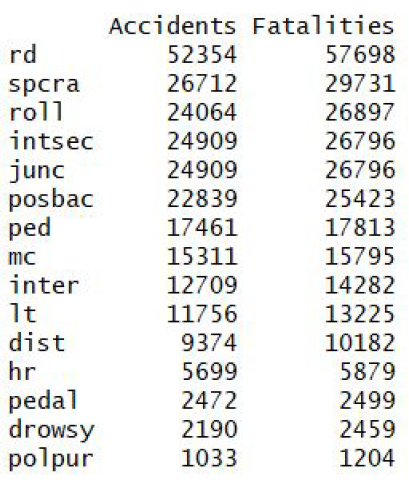 Accidents Fatalities
rd 52354 57698
spcra 26712 29731
roll 24064 26897
intsec 24909 26796
junc 24909 26796
posbac 22839 25423
ped 17461 17813
mc 15311 15795
inter 12709 14282
lt 11756 13225
dist 9374 10182
hr 5699 5879
pedal 2472 2499
drowsy 2190 2459
polpur 1033 1204